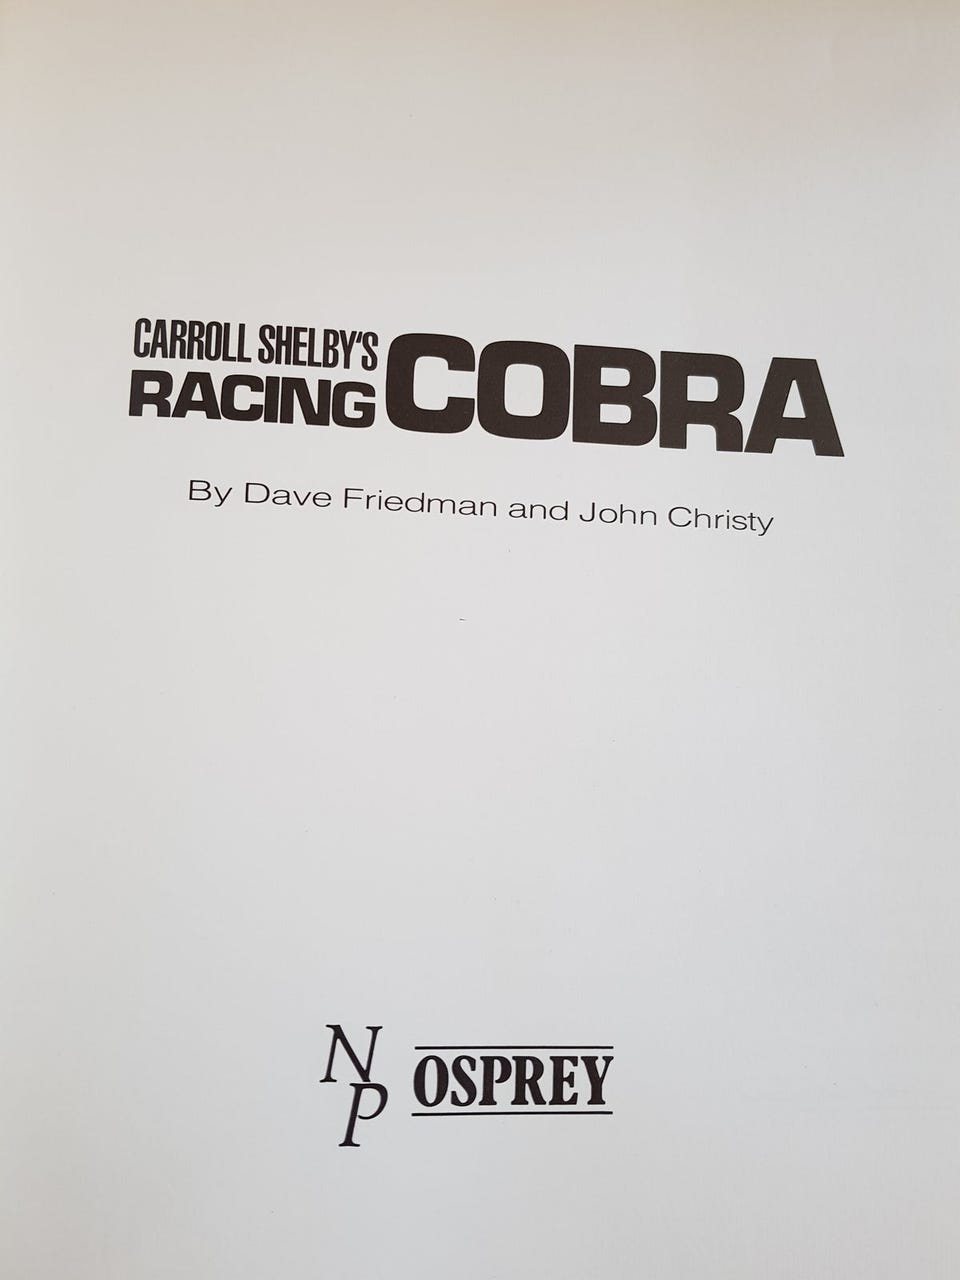 CARROLL SHELBY'S
RACING COBRA
By Dave Friedman and John Christy
NP
OSPREY